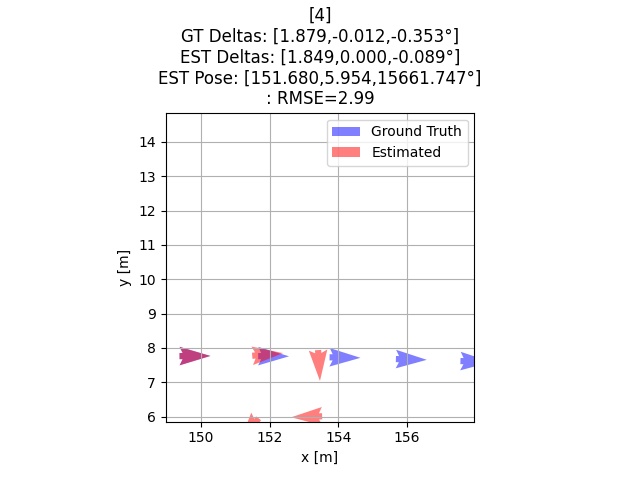 [4]
GT Deltas: [1.879,-0.012,-0.353°]
EST Deltas: [1.849,0.000,-0.089°]
EST Pose: [151.680,5.954,15661.747°]
: RMSE=2.99
Ground Truth
Estimated
14
13
12
11
10
9
8
7
6
y [m]
150 152 154 156
x [m]